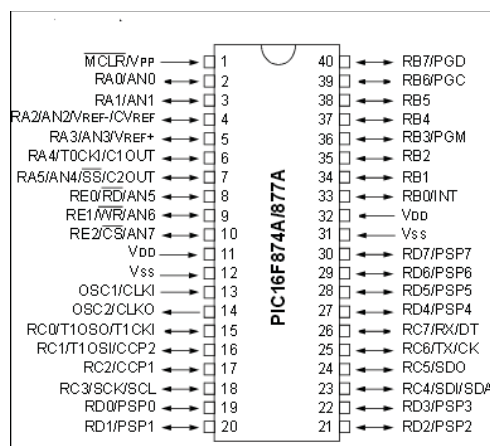 MCLR/VPP 1 40 RB7/PGD
RA0/AN0 2 39 RB6/PGC
RA1/AN1 3 38 RB5
RA2/AN2/VREF-/CVREF 4 37 RB4
RA3/AN3/VREF+ 5 36 RB3/PGM
RA4/T0CKI/C1OUT 6 35 RB2
RA5/AN4/SS/C2OUT 7 34 RB1
RE0/RD/AN5 8 33 RB0/INT
RE1/WR/AN6 9 32 VDD
RE2/CS/AN7 10 31 VSS
VDD 11 30 RD7/PSP7
VSS 12 29 RD6/PSP6
OSC1/CLKI 13 28 RD5/PSP5
OSC2/CLKO 14 27 RD4/PSP4
RC0/T1OSO/T1CKI 15 26 RC7/RX/DT
RC1/T1OSI/CCP2 16 25 RC6/TX/CK
RC2/CCP1 17 24 RC5/SDO
RC3/SCK/SCL 18 23 RC4/SDI/SDA
RD0/PSP0 19 22 RD3/PSP3
RD1/PSP1 20 21 RD2/PSP2
PIC16F874A/877A